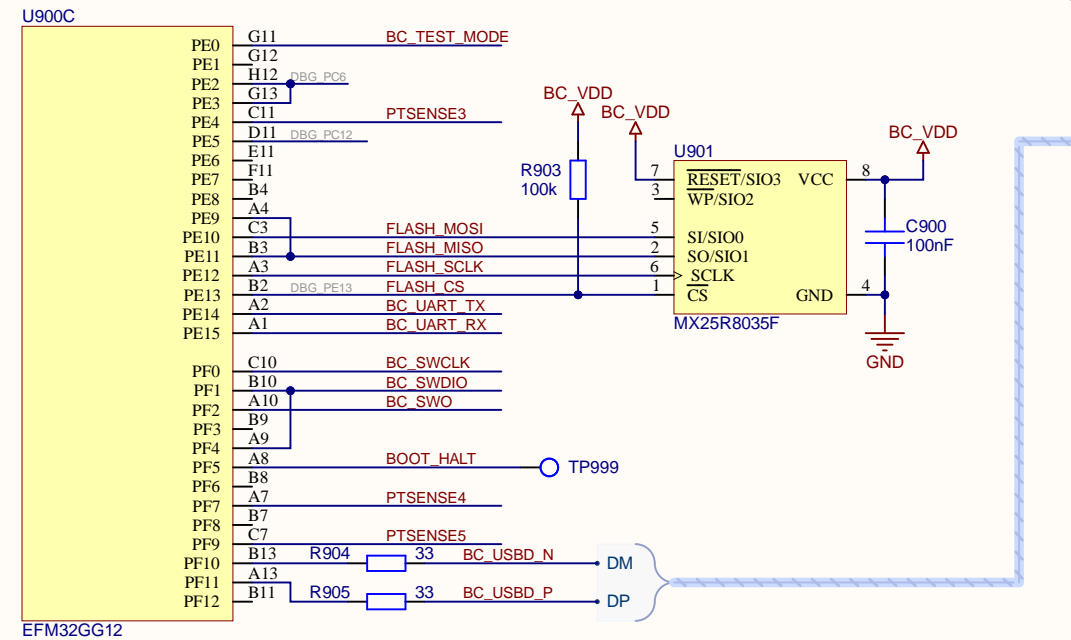 U900C
PE0 G11 BC_TEST_MODE
PE1 G12
PE2 H12 DBG_PC6
PE3 G13
PE4 C11 PTSENSE3
PE5 D11 DBG_PC12
PE6 E11
PE7 F11
PE8 B4
PE9 A4
PE10 C3 FLASH_MOSI
PE11 B3 FLASH_MISO
PE12 A3 FLASH_SCLK
PE13 B2 DBG_PE13 FLASH_CS
PE14 A2 BC_UART_TX
PE15 A1 BC_UART_RX
PF0 C10 BC_SWCLK
PF1 B10 BC_SWDIO
PF2 A10 BC_SWO
PF3 B9
PF4 A9
PF5 A8 BOOT_HALT TP999
PF6 B8
PF7 A7 PTSENSE4
PF8 B7
PF9 C7 PTSENSE5
PF10 B13 R904 33 BC_USBD_N DM
PF11 A13 R905 33 BC_USBD_P DP
PF12 B11
EFM32GG12
BC_VDD
R903
100k
BC_VDD
U901
7 RESET/SIO3 VCC 8
3 WP/SIO2
5 SI/SIO0
2 SO/SIO1
6 SCLK
1 CS GND 4
MX25R8035F
BC_VDD
C900
100nF
GND